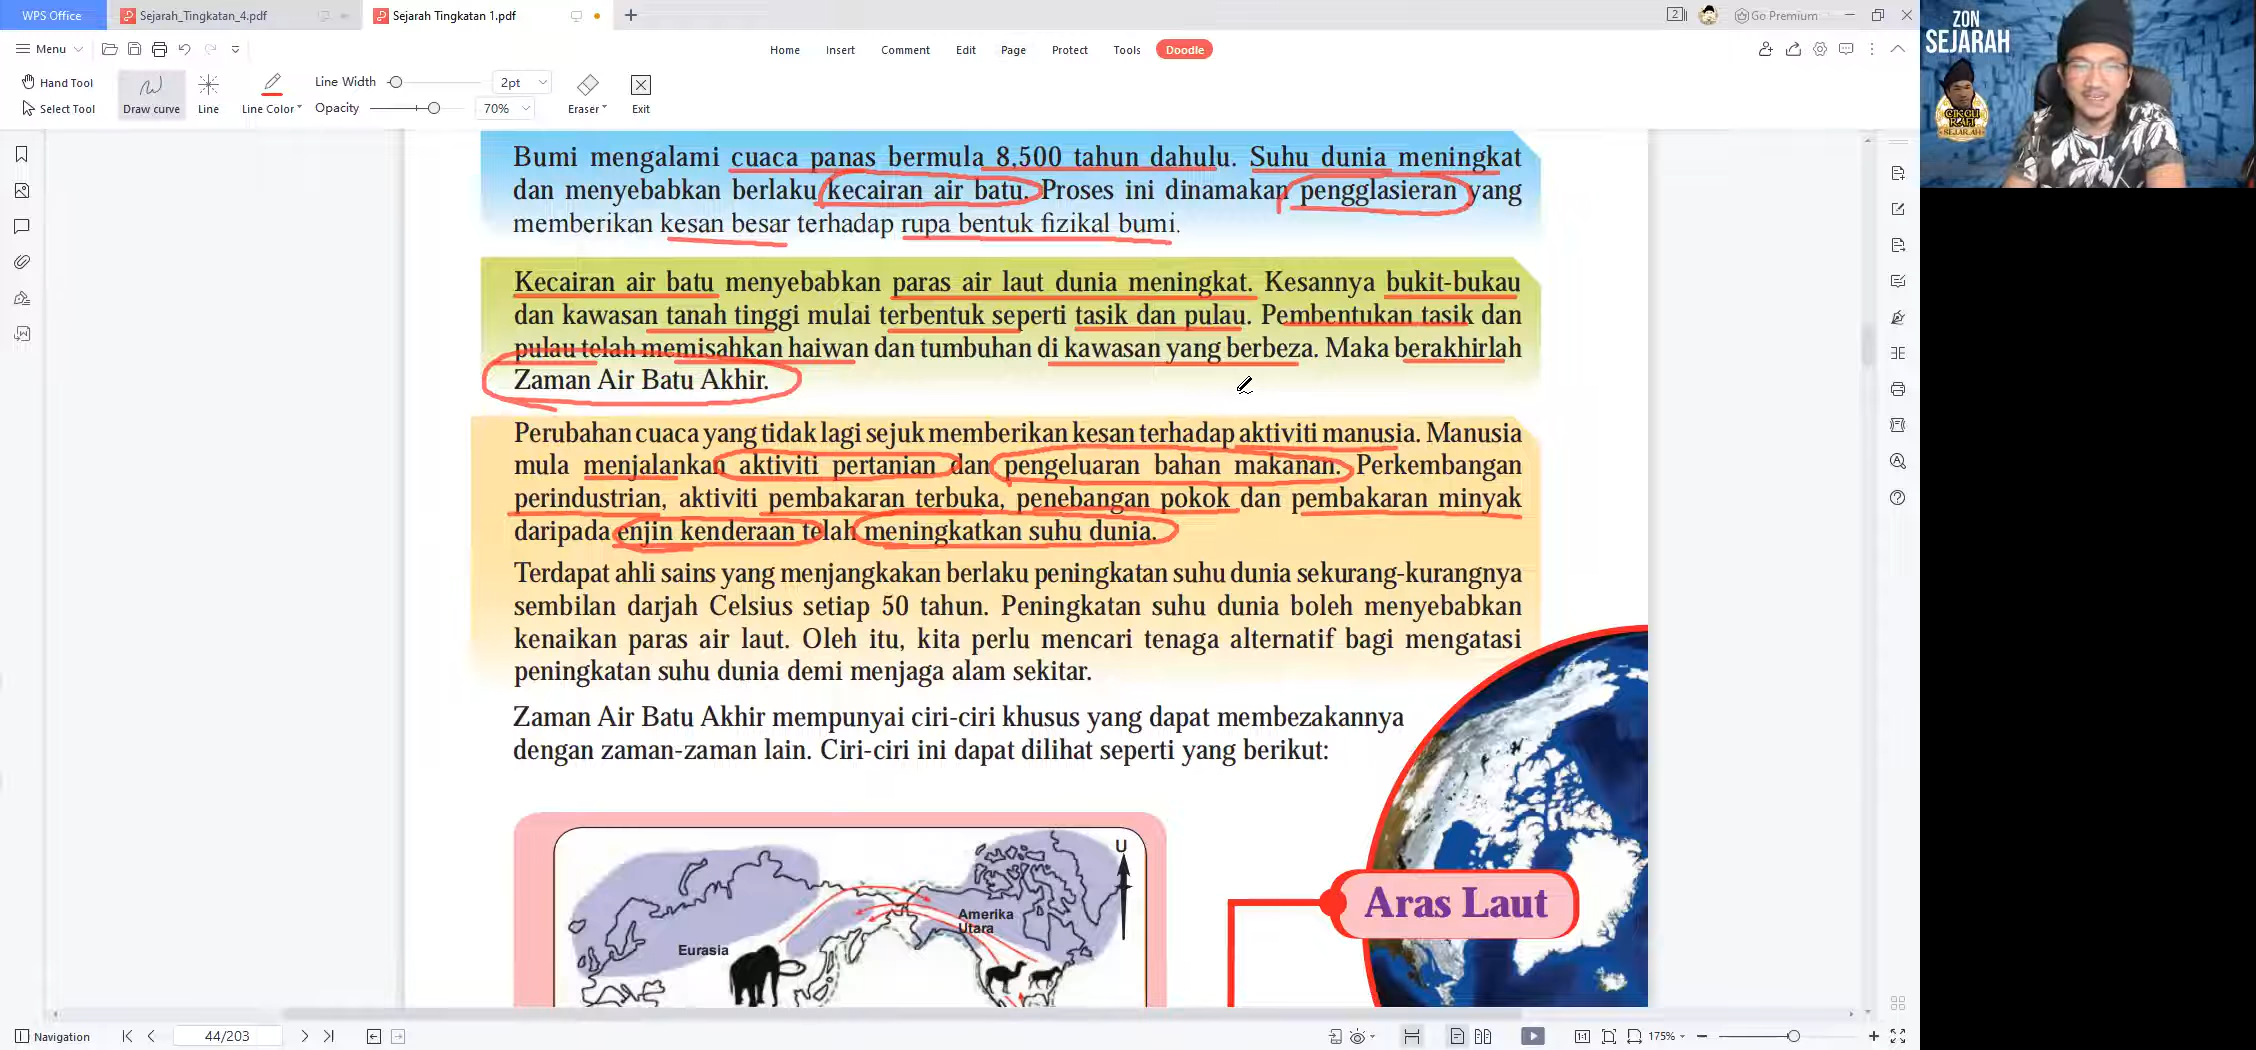 WPS Office
Sejarah_Tingkatan_4.pdf
Sejarah Tingkatan 1.pdf
2
Go Premium
Menu
Home Insert Comment Edit Page Protect Tools Doodle
Hand Tool
Select Tool
Draw curve
Line
Line Color
Line Width
2pt
Opacity
70%
Eraser
Exit
ZON
SEJARAH
CIKGU
RAFI
SEJARAH
Bumi mengalami cuaca panas bermula 8,500 tahun dahulu. Suhu dunia meningkat
dan menyebabkan berlaku kecairan air batu. Proses ini dinamakan pengglasieran yang
memberikan kesan besar terhadap rupa bentuk fizikal bumi.
Kecairan air batu menyebabkan paras air laut dunia meningkat. Kesannya bukit-bukau
dan kawasan tanah tinggi mulai terbentuk seperti tasik dan pulau. Pembentukan tasik dan
pulau telah memisahkan haiwan dan tumbuhan di kawasan yang berbeza. Maka berakhirlah
Zaman Air Batu Akhir.
Perubahan cuaca yang tidak lagi sejuk memberikan kesan terhadap aktiviti manusia. Manusia
mula menjalankan aktiviti pertanian dan pengeluaran bahan makanan. Perkembangan
perindustrian, aktiviti pembakaran terbuka, penebangan pokok dan pembakaran minyak
daripada enjin kenderaan telah meningkatkan suhu dunia.
Terdapat ahli sains yang menjangkakan berlaku peningkatan suhu dunia sekurang-kurangnya
sembilan darjah Celsius setiap 50 tahun. Peningkatan suhu dunia boleh menyebabkan
kenaikan paras air laut. Oleh itu, kita perlu mencari tenaga alternatif bagi mengatasi
peningkatan suhu dunia demi menjaga alam sekitar.
Zaman Air Batu Akhir mempunyai ciri-ciri khusus yang dapat membezakannya
dengan zaman-zaman lain. Ciri-ciri ini dapat dilihat seperti yang berikut:
U
Amerika
Utara
Eurasia
Aras Laut
Navigation
44/203
1:1
175%